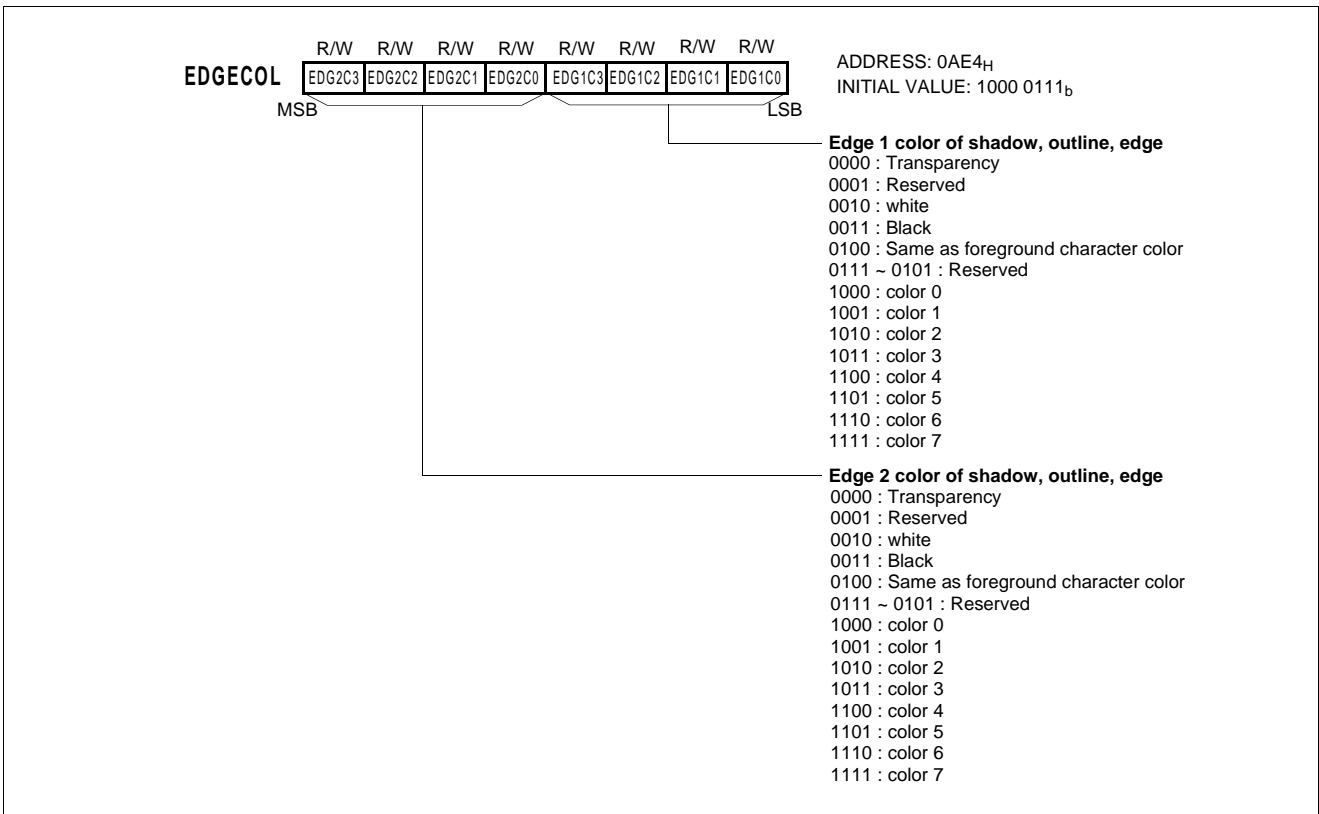 R/W R/W R/W R/W R/W R/W R/W R/W
EDGECOL EDG2C3 EDG2C2 EDG2C1 EDG2C0 EDG1C3 EDG1C2 EDG1C1 EDG1C0
MSB LSB
ADDRESS: 0AE4H
INITIAL VALUE: 1000 0111b
Edge 1 color of shadow, outline, edge
0000 : Transparency
0001 : Reserved
0010 : white
0011 : Black
0100 : Same as foreground character color
0111 ~ 0101 : Reserved
1000 : color 0
1001 : color 1
1010 : color 2
1011 : color 3
1100 : color 4
1101 : color 5
1110 : color 6
1111 : color 7
Edge 2 color of shadow, outline, edge
0000 : Transparency
0001 : Reserved
0010 : white
0011 : Black
0100 : Same as foreground character color
0111 ~ 0101 : Reserved
1000 : color 0
1001 : color 1
1010 : color 2
1011 : color 3
1100 : color 4
1101 : color 5
1110 : color 6
1111 : color 7